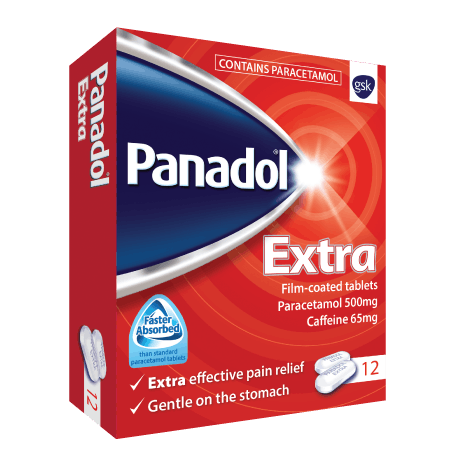 Panadol
Extra
12
CONTAINS PARACETAMOL
gsk
Panadol®
Extra
Film-coated tablets
Paracetamol 500mg
Caffeine 65mg
Faster
Absorbed
than standard
paracetamol tablets
✓ Extra effective pain relief
✓ Gentle on the stomach
12